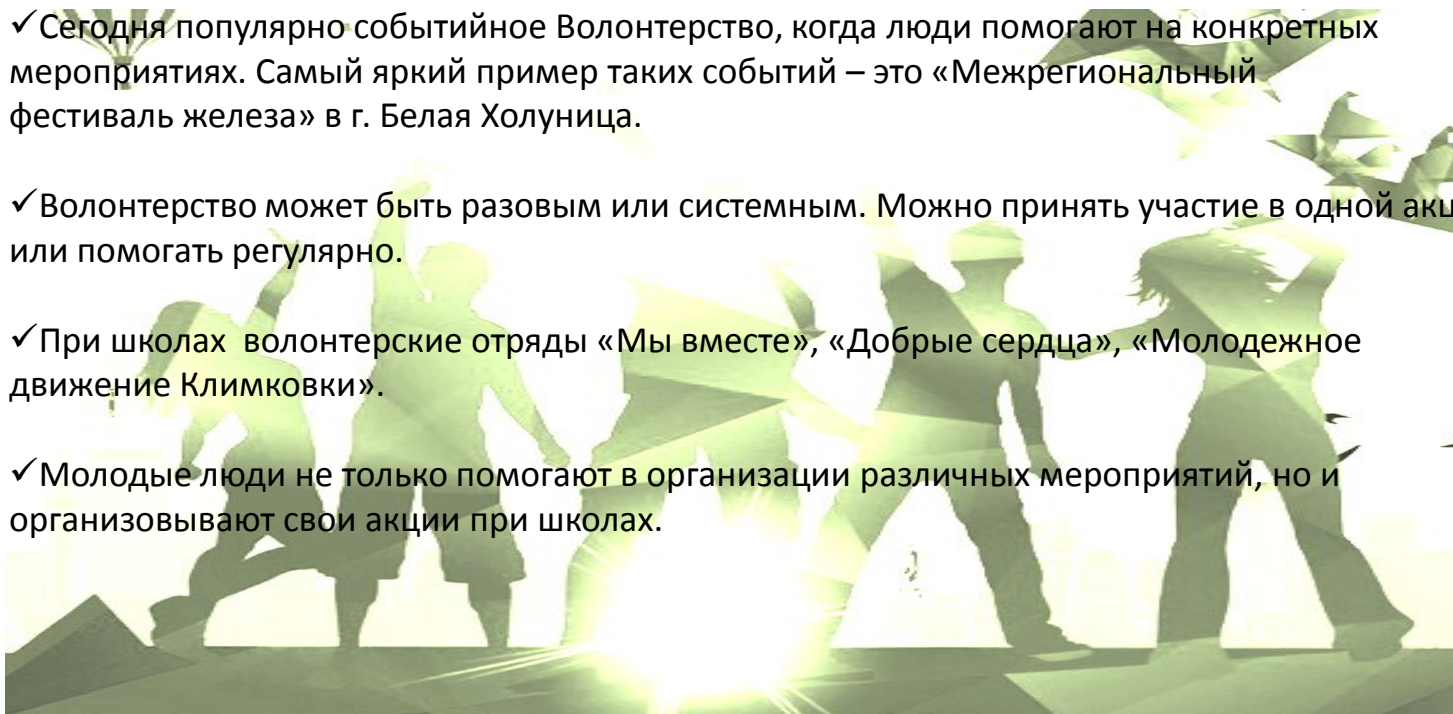 ✓Сегодня популярно событийное Волонтерство, когда люди помогают на конкретных
мероприятиях. Самый яркий пример таких событий – это «Межрегиональный
фестиваль железа» в г. Белая Холуница.
✓Волонтерство может быть разовым или системным. Можно принять участие в одной акц
или помогать регулярно.
✓При школах волонтерские отряды «Мы вместе», «Добрые сердца», «Молодежное
движение Климковки».
✓Молодые люди не только помогают в организации различных мероприятий, но и
организовывают свои акции при школах.